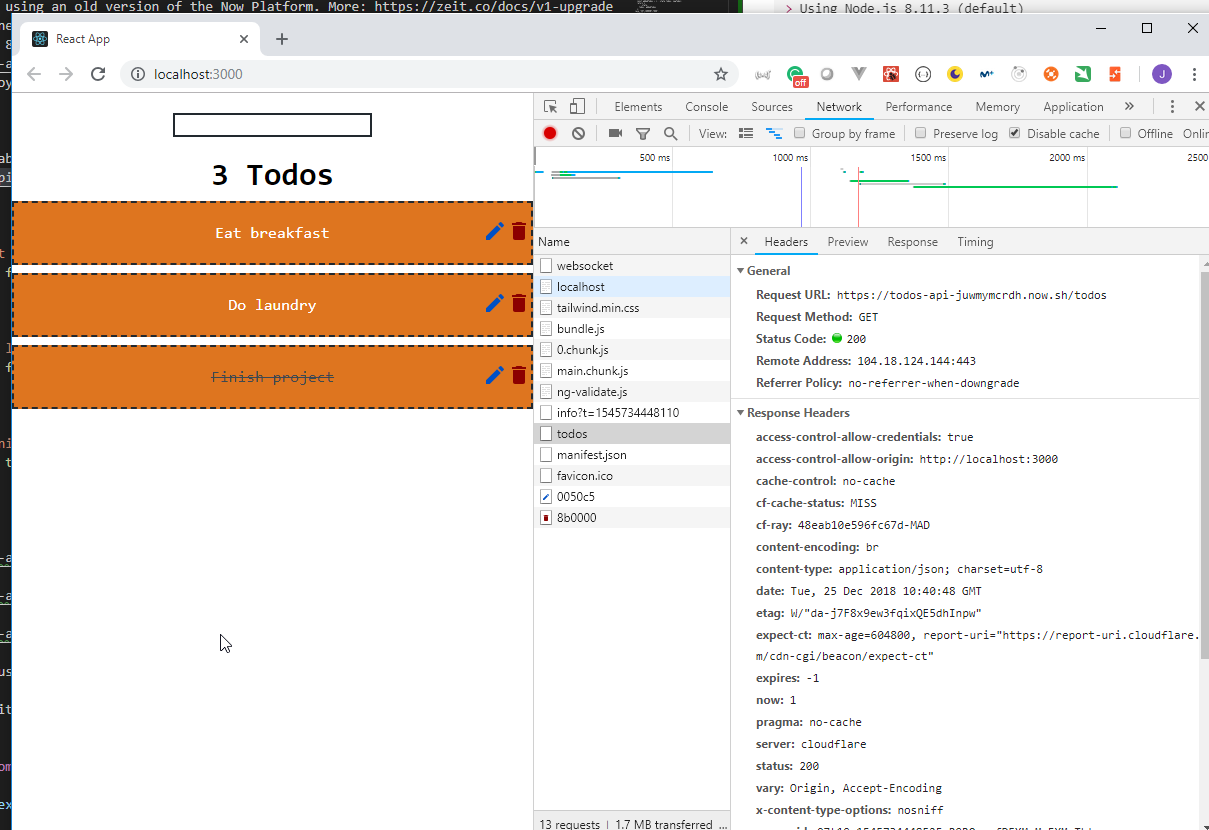 using an old version of the Now Platform. More: https://zeit.co/docs/v1-upgrade
> Using Node.js 8.11.3 (default)
React App
localhost:3000
off
J
3 Todos
Eat breakfast
Do laundry
Finish project
Elements Console Sources Network Performance Memory Application »
View: Group by frame Preserve log Disable cache Offline Onlin
500 ms 1000 ms 1500 ms 2000 ms 2500
Name
websocket
localhost
tailwind.min.css
bundle.js
0.chunk.js
main.chunk.js
ng-validate.js
info?t=1545734448110
todos
manifest.json
favicon.ico
0050c5
8b0000
13 requests | 1.7 MB transferred ...
Headers Preview Response Timing
General
Request URL: https://todos-api-juwmymcrdh.now.sh/todos
Request Method: GET
Status Code: 200
Remote Address: 104.18.124.144:443
Referrer Policy: no-referrer-when-downgrade
Response Headers
access-control-allow-credentials: true
access-control-allow-origin: http://localhost:3000
cache-control: no-cache
cf-cache-status: MISS
cf-ray: 48eab10e596fc67d-MAD
content-encoding: br
content-type: application/json; charset=utf-8
date: Tue, 25 Dec 2018 10:40:48 GMT
etag: W/"da-j7F8x9ew3fqixQE5dhInpw"
expect-ct: max-age=604800, report-uri="https://report-uri.cloudflare.
m/cdn-cgi/beacon/expect-ct"
expires: -1
now: 1
pragma: no-cache
server: cloudflare
status: 200
vary: Origin, Accept-Encoding
x-content-type-options: nosniff